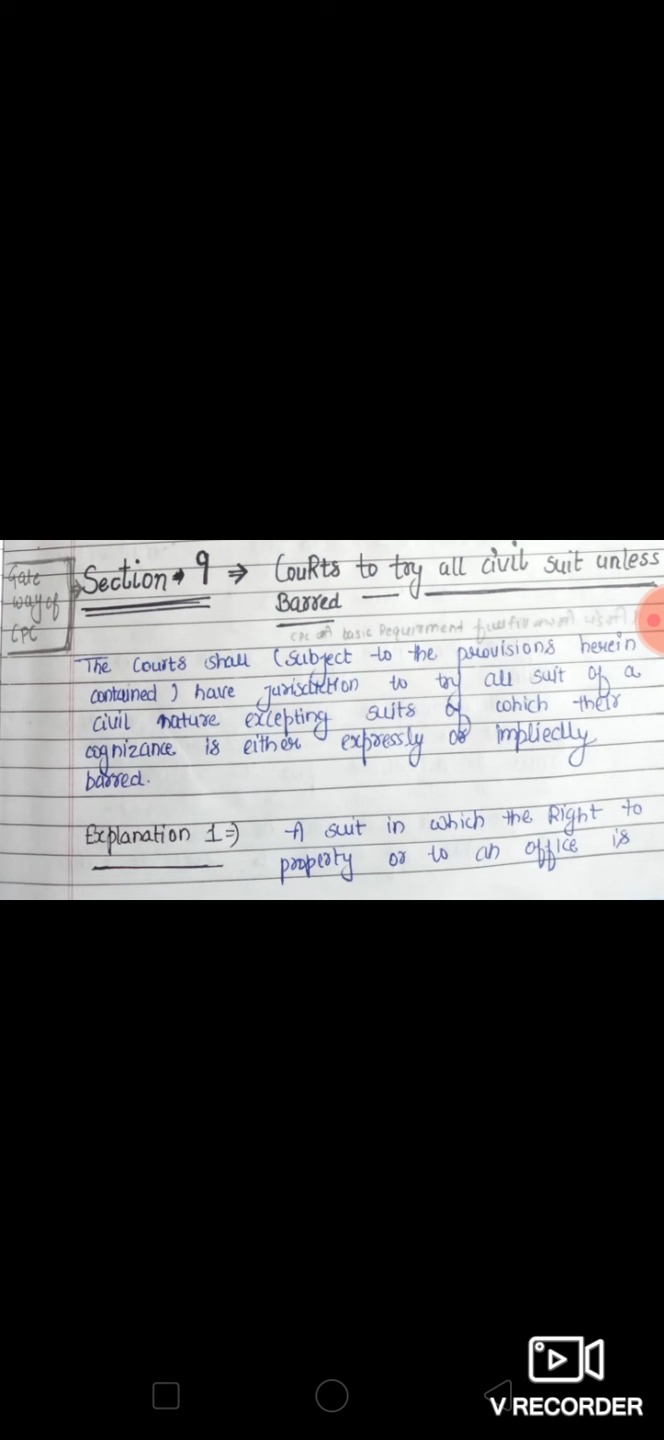 Gate
way of
CPC
Section → 9 ⇒ CouRts to try all civil suit unless
Barred
CPC की basic Requirment
The Courts shall (subject to the provisions herein
contained) have jurisdiction to try all suit of a
civil nature excepting suits of which their
cognizance is either expressly or impliedly
barred.
Explanation 1 ⇒) A suit in which the Right to
property or to an office is
V RECORDER